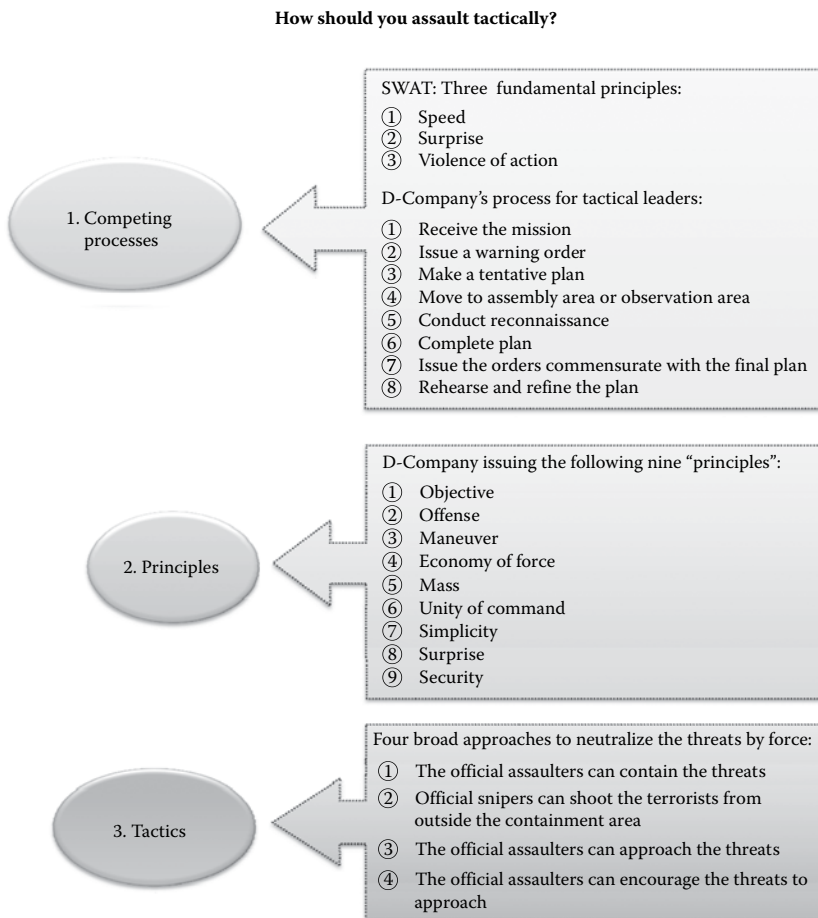 How should you assault tactically?
1. Competing
processes
SWAT: Three fundamental principles:
① Speed
② Surprise
③ Violence of action
D-Company’s process for tactical leaders:
① Receive the mission
② Issue a warning order
③ Make a tentative plan
④ Move to assembly area or observation area
⑤ Conduct reconnaissance
⑥ Complete plan
⑦ Issue the orders commensurate with the final plan
⑧ Rehearse and refine the plan
2. Principles
D-Company issuing the following nine “principles”:
① Objective
② Offense
③ Maneuver
④ Economy of force
⑤ Mass
⑥ Unity of command
⑦ Simplicity
⑧ Surprise
⑨ Security
3. Tactics
Four broad approaches to neutralize the threats by force:
① The official assaulters can contain the threats
② Official snipers can shoot the terrorists from
outside the containment area
③ The official assaulters can approach the threats
④ The official assaulters can encourage the threats to
approach